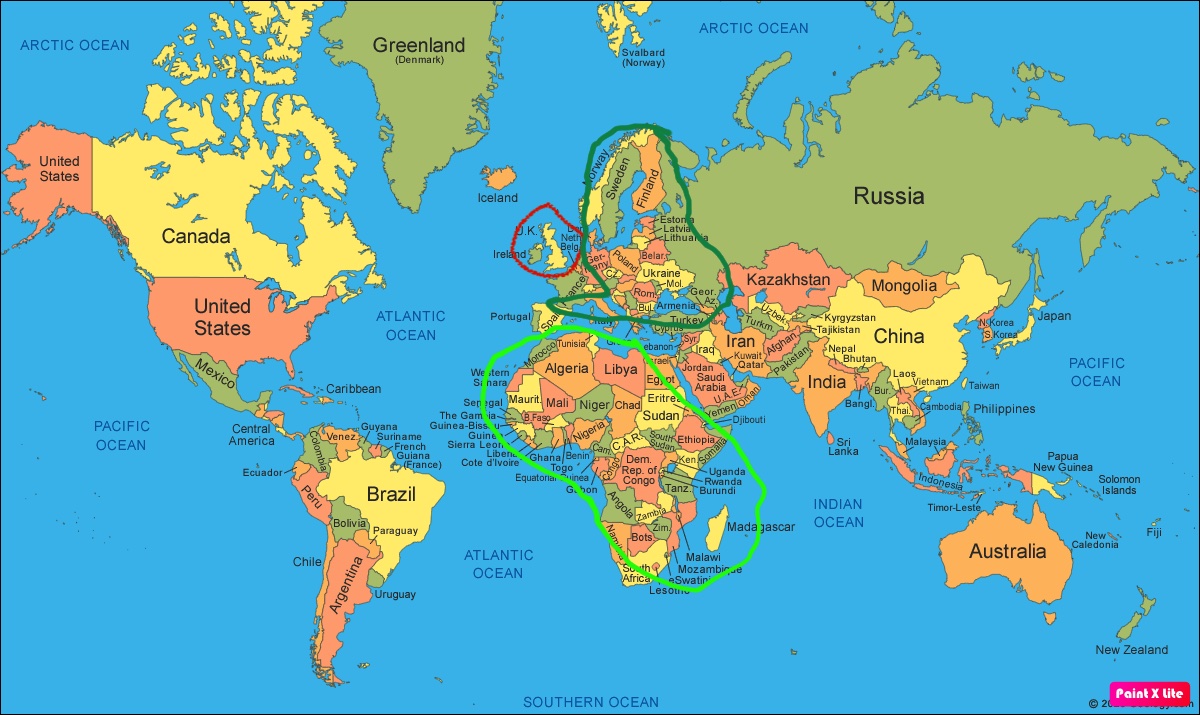 ARCTIC OCEAN
Greenland
(Denmark)
Svalbard
(Norway)
ARCTIC OCEAN
United
States
Canada
Iceland
Norway
Sweden
Finland
Russia
U.K.
Ireland
Den.
Neth.
Belg.
Estonia
Latvia
Lithuania
Ger-
many
Poland
Belar.
Cz.
Ukraine
Mol.
France
Rom.
Bul.
Geor.
Az.
Armenia
Kazakhstan
Mongolia
United
States
ATLANTIC
OCEAN
Portugal
Spain
Italy
Turkey
Cyprus
Lebanon
Israel
Syr.
Iraq
Iran
Uzbek.
Turkm.
Kyrgyzstan
Tajikistan
Afghan.
Pakistan
China
N. Korea
S. Korea
Japan
Nepal
Bhutan
Kuwait
Qatar
Jordan
Saudi
Arabia
U.A.E.
Oman
Yemen
India
Bangl.
Bur.
Laos
Vietnam
Thai.
Cambodia
Taiwan
Philippines
PACIFIC
OCEAN
Mexico
Caribbean
Central
America
PACIFIC
OCEAN
Morocco
Tunisia
Algeria
Libya
Egypt
Western
Sahara
Maurit.
Mali
Niger
Chad
Sudan
Eritrea
Djibouti
Senegal
The Gambia
Guinea-Bissau
Guinea
Sierra Leone
Liberia
Cote d'Ivoire
B.Faso
Ghana
Togo
Benin
Nigeria
Cam.
C.A.R.
South
Sudan
Ethiopia
Somalia
Equatorial Guinea
Gabon
Congo
Dem.
Rep. of
Congo
Ken.
Uganda
Rwanda
Burundi
Tanz.
Angola
Zambia
Zim.
Namibia
Bots.
South
Africa
Malawi
Mozambique
eSwatini
Lesotho
Madagascar
Sri
Lanka
Malaysia
Indonesia
Timor-Leste
Papua
New Guinea
Solomon
Islands
INDIAN
OCEAN
Colombia
Venez.
Guyana
Suriname
French
Guiana
(France)
Ecuador
Peru
Brazil
Bolivia
Paraguay
Chile
Argentina
Uruguay
ATLANTIC
OCEAN
Australia
New
Caledonia
Fiji
New Zealand
SOUTHERN OCEAN
Paint X Lite